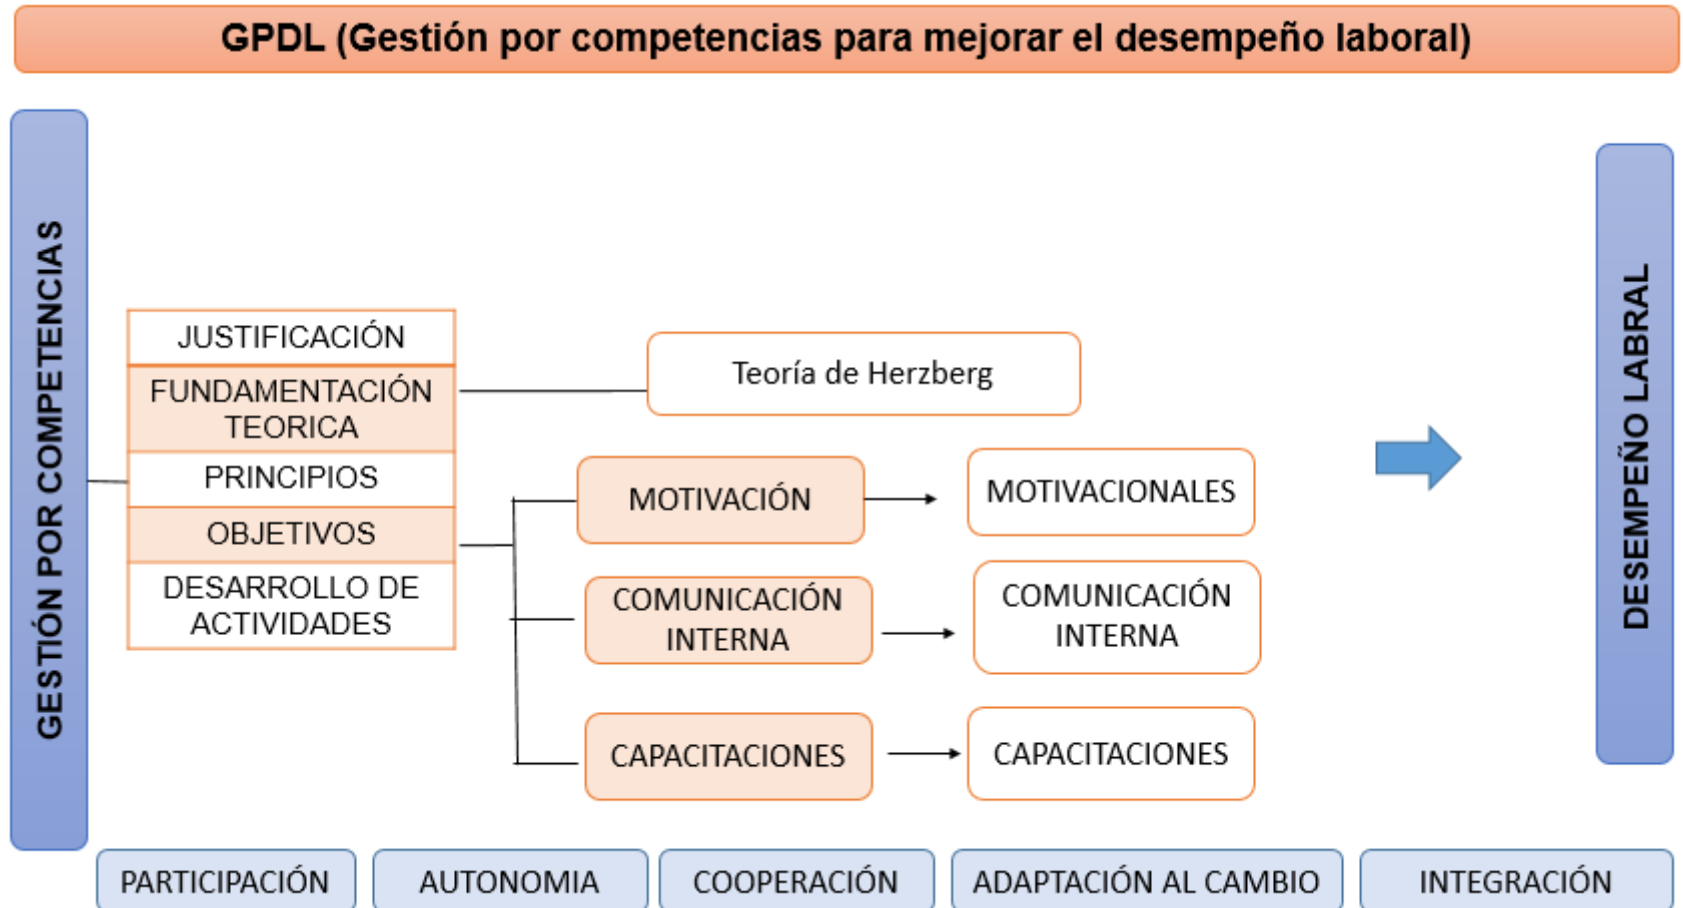 GPDL (Gestión por competencias para mejorar el desempeño laboral)
GESTIÓN POR COMPETENCIAS
JUSTIFICACIÓN
FUNDAMENTACIÓN
TEORICA
PRINCIPIOS
OBJETIVOS
DESARROLLO DE
ACTIVIDADES
Teoría de Herzberg
MOTIVACIÓN
MOTIVACIONALES
COMUNICACIÓN
INTERNA
COMUNICACIÓN
INTERNA
CAPACITACIONES
CAPACITACIONES
DESEMPEÑO LABRAL
PARTICIPACIÓN
AUTONOMIA
COOPERACIÓN
ADAPTACIÓN AL CAMBIO
INTEGRACIÓN